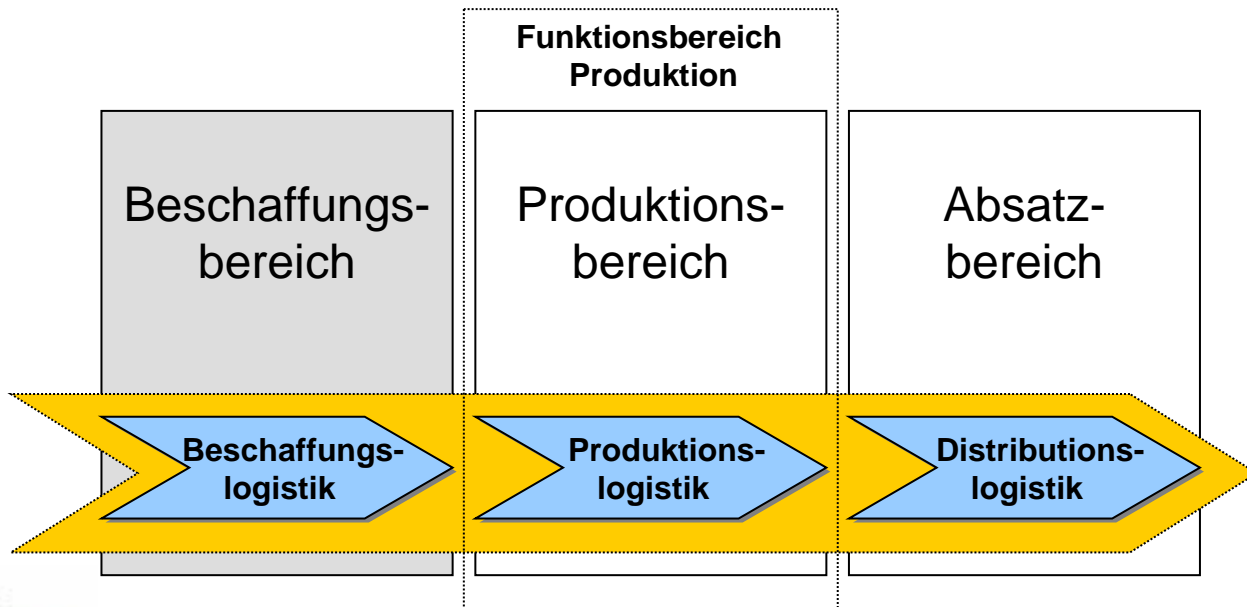 Funktionsbereich
Produktion
Beschaffungs-
bereich
Produktions-
bereich
Absatz-
bereich
Beschaffungs-
logistik
Produktions-
logistik
Distributions-
logistik